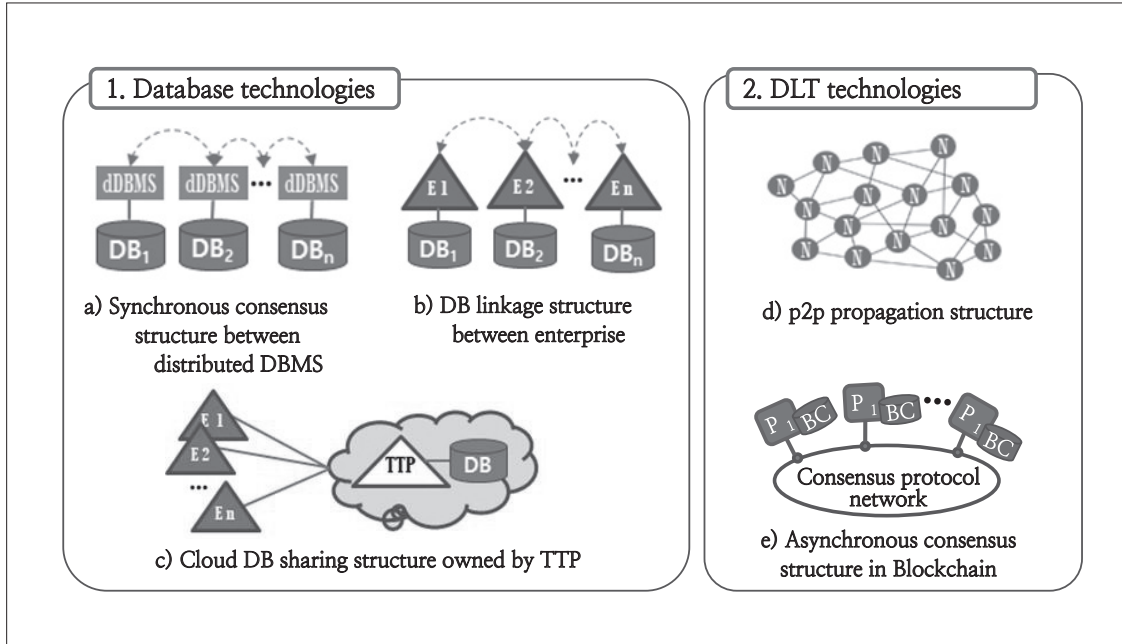 1. Database technologies
dDBMS dDBMS ••• dDBMS
DB1 DB2 DBn
a) Synchronous consensus
structure between
distributed DBMS
E1 E2 ••• En
DB1 DB2 DBn
b) DB linkage structure
between enterprise
E1
E2
•••
En
TTP DB
c) Cloud DB sharing structure owned by TTP
2. DLT technologies
N N N
N N
N N N N
N N N
N N N N
d) p2p propagation structure
P1 BC P1 BC ••• P1 BC
Consensus protocol
network
e) Asynchronous consensus
structure in Blockchain